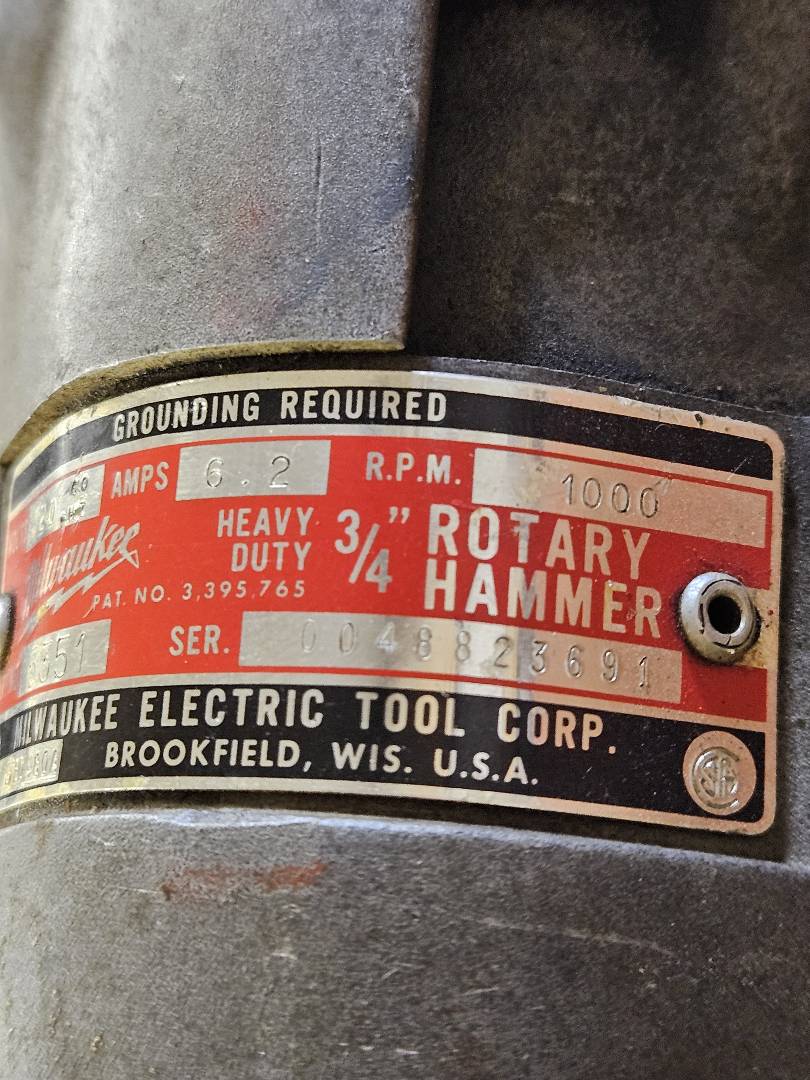 GROUNDING REQUIRED
AMPS 6.2 R.P.M. 1000
Milwaukee HEAVY DUTY 3/4" ROTARY HAMMER
PAT. NO. 3,395,765
SER. 0048823691
MILWAUKEE ELECTRIC TOOL CORP.
BROOKFIELD, WIS. U.S.A.